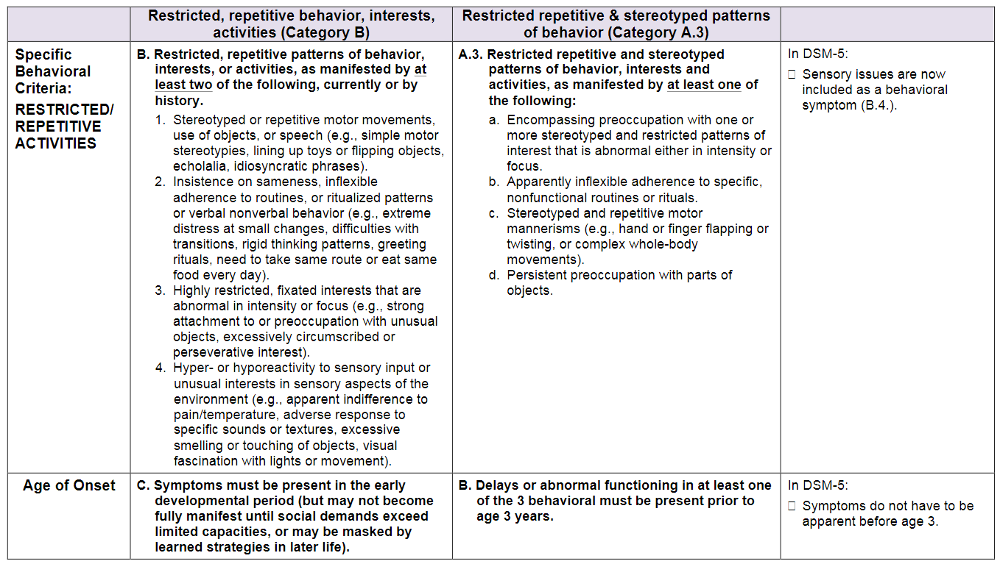 Restricted, repetitive behavior, interests,
activities (Category B)
Restricted repetitive & stereotyped patterns
of behavior (Category A.3)
Specific
Behavioral
Criteria:
RESTRICTED/
REPETITIVE
ACTIVITIES
B. Restricted, repetitive patterns of behavior,
interests, or activities, as manifested by at
least two of the following, currently or by
history.
1. Stereotyped or repetitive motor movements,
use of objects, or speech (e.g., simple motor
stereotypies, lining up toys or flipping objects,
echolalia, idiosyncratic phrases).
2. Insistence on sameness, inflexible
adherence to routines, or ritualized patterns
or verbal nonverbal behavior (e.g., extreme
distress at small changes, difficulties with
transitions, rigid thinking patterns, greeting
rituals, need to take same route or eat same
food every day).
3. Highly restricted, fixated interests that are
abnormal in intensity or focus (e.g., strong
attachment to or preoccupation with unusual
objects, excessively circumscribed or
perseverative interest).
4. Hyper- or hyporeactivity to sensory input or
unusual interests in sensory aspects of the
environment (e.g., apparent indifference to
pain/temperature, adverse response to
specific sounds or textures, excessive
smelling or touching of objects, visual
fascination with lights or movement).
A.3. Restricted repetitive and stereotyped
patterns of behavior, interests and
activities, as manifested by at least one of
the following:
a. Encompassing preoccupation with one or
more stereotyped and restricted patterns of
interest that is abnormal either in intensity or
focus.
b. Apparently inflexible adherence to specific,
nonfunctional routines or rituals.
c. Stereotyped and repetitive motor
mannerisms (e.g., hand or finger flapping or
twisting, or complex whole-body
movements).
d. Persistent preoccupation with parts of
objects.
In DSM-5:
□ Sensory issues are now
included as a behavioral
symptom (B.4.).
Age of Onset
C. Symptoms must be present in the early
developmental period (but may not become
fully manifest until social demands exceed
limited capacities, or may be masked by
learned strategies in later life).
B. Delays or abnormal functioning in at least one
of the 3 behavioral must be present prior to
age 3 years.
In DSM-5:
□ Symptoms do not have to be
apparent before age 3.